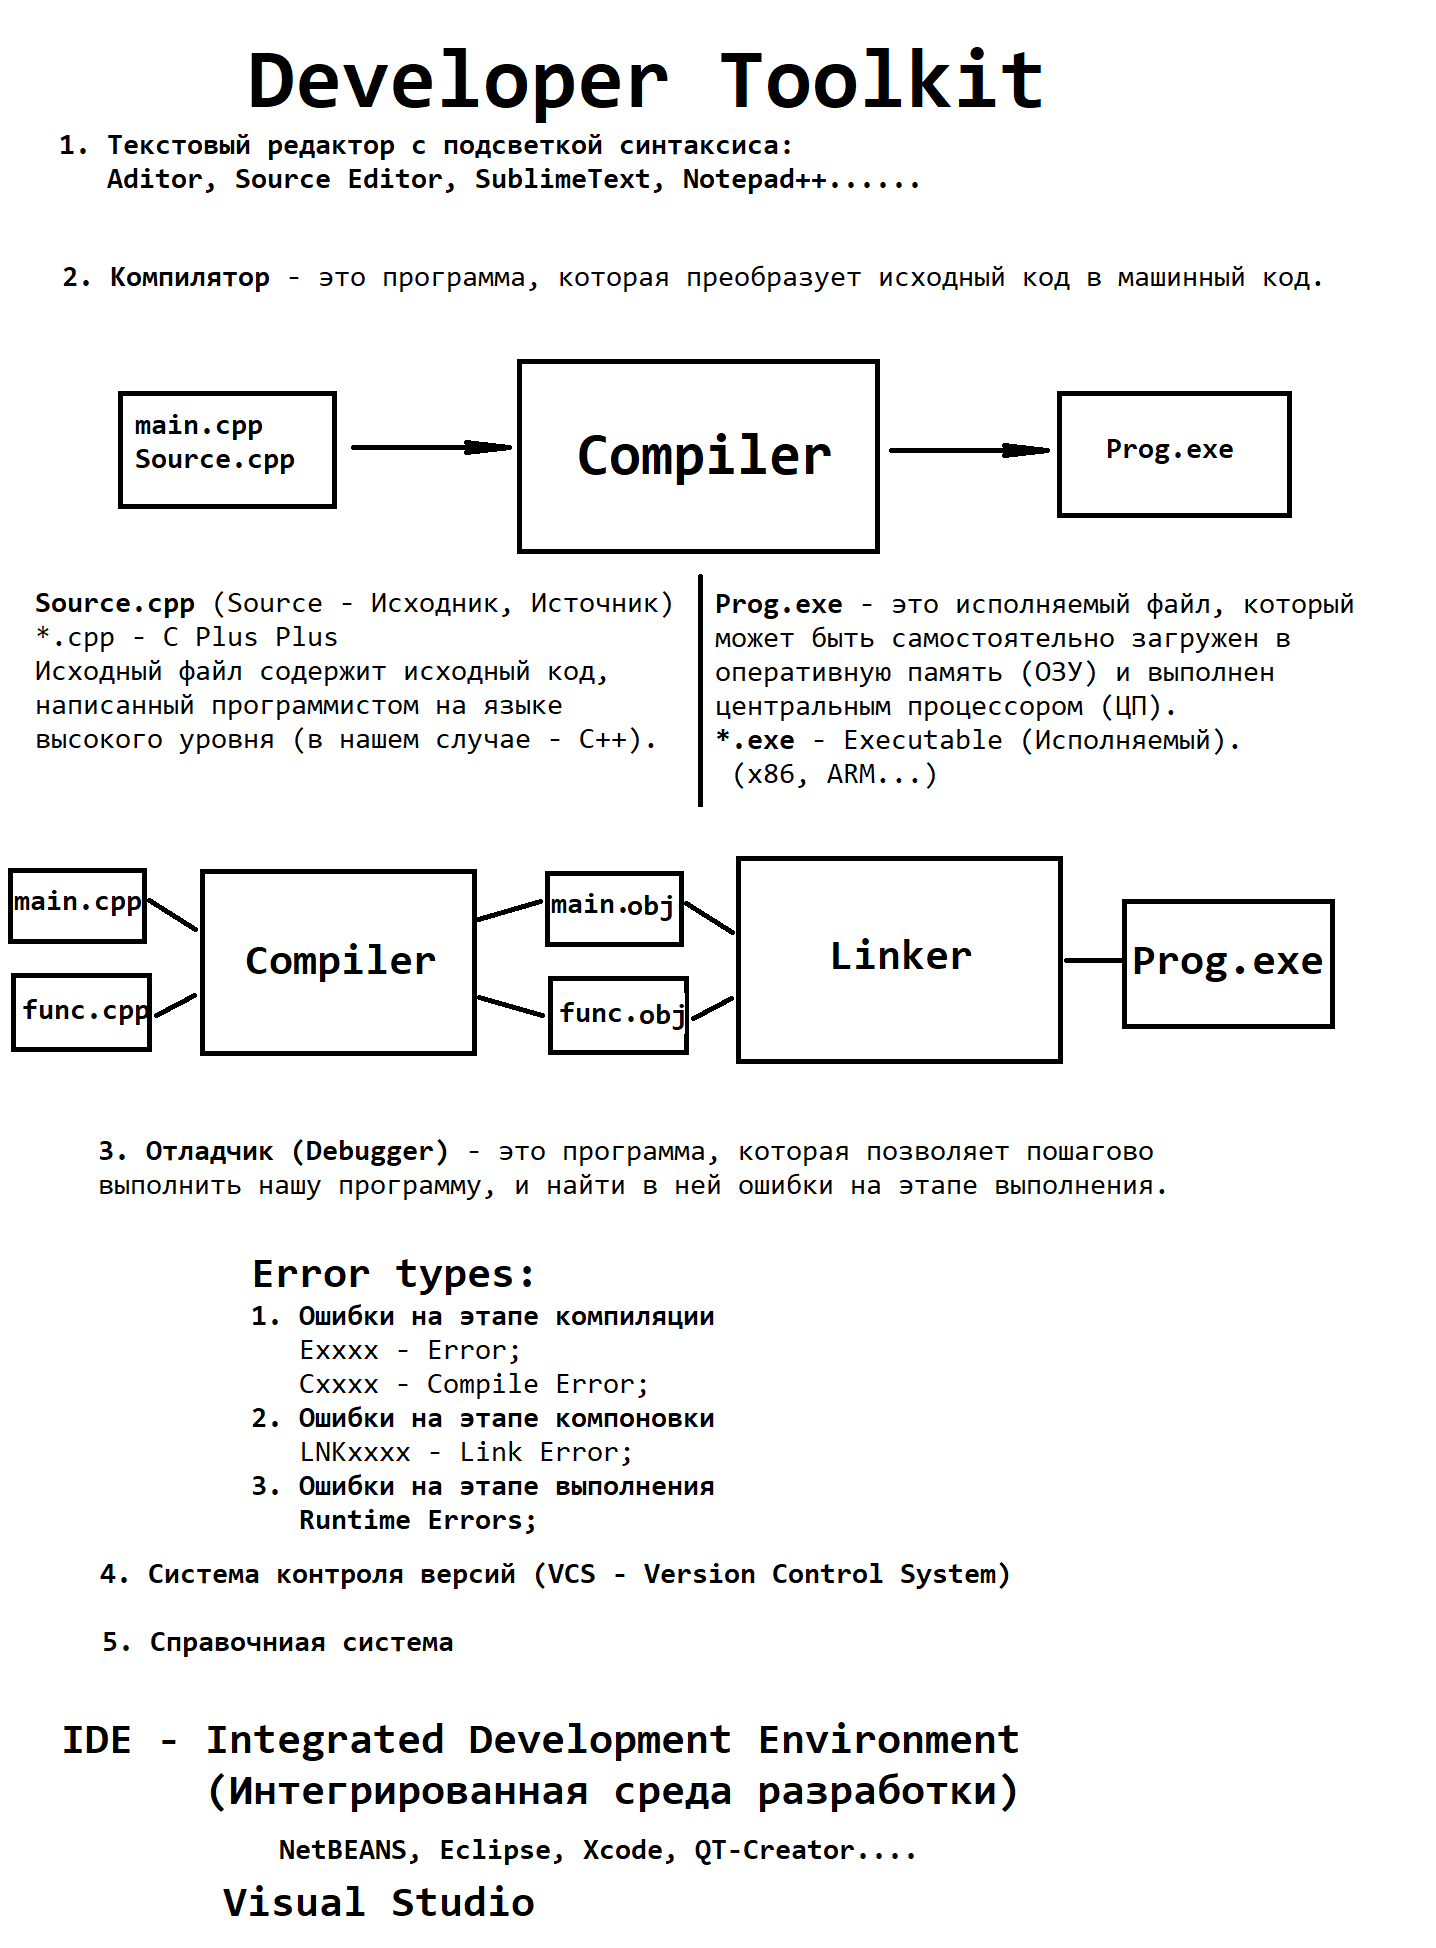 Developer Toolkit
1. Текстовый редактор с подсветкой синтаксиса:
Aditor, Source Editor, SublimeText, Notepad++......
2. Компилятор - это программа, которая преобразует исходный код в машинный код.
main.cpp
Source.cpp
Compiler
Prog.exe
Source.cpp (Source - Исходник, Источник)
*.cpp - C Plus Plus
Исходный файл содержит исходный код,
написанный программистом на языке
высокого уровня (в нашем случае - C++).
Prog.exe - это исполняемый файл, который
может быть самостоятельно загружен в
оперативную память (ОЗУ) и выполнен
центральным процессором (ЦП).
*.exe - Executable (Исполняемый).
(x86, ARM...)
main.cpp
func.cpp
Compiler
main.obj
func.obj
Linker
Prog.exe
3. Отладчик (Debugger) - это программа, которая позволяет пошагово
выполнить нашу программу, и найти в ней ошибки на этапе выполнения.
Error types:
1. Ошибки на этапе компиляции
Exxxx - Error;
Cxxxx - Compile Error;
2. Ошибки на этапе компоновки
LNKxxxx - Link Error;
3. Ошибки на этапе выполнения
Runtime Errors;
4. Система контроля версий (VCS - Version Control System)
5. Справочниая система
IDE - Integrated Development Environment
(Интегрированная среда разработки)
NetBEANS, Eclipse, Xcode, QT-Creator....
Visual Studio